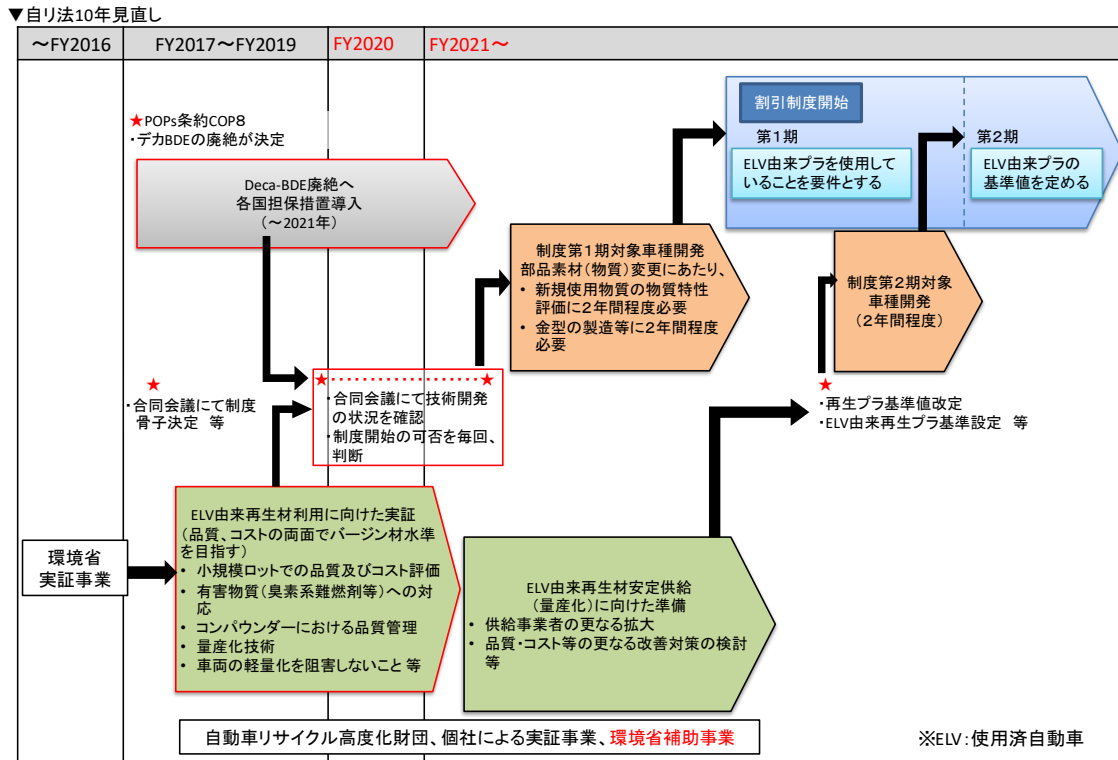 ▼自リ法10年見直し
～FY2016
FY2017～FY2019
FY2020
FY2021～
★POPs条約COP8
・デカBDEの廃絶が決定
Deca-BDE廃絶へ
各国担保措置導入
(～2021年)
割引制度開始
第1期
ELV由来プラを使用して
いることを要件とする
第2期
ELV由来プラの
基準値を定める
制度第1期対象車種開発
部品素材(物質)変更にあたり、
• 新規使用物質の物質特性
評価に2年間程度必要
• 金型の製造等に2年間程度
必要
制度第2期対象
車種開発
(2年間程度)
★
・合同会議にて制度
骨子決定 等
★・・・・・・・・・・・・・・・・・・★
・合同会議にて技術開発
の状況を確認
・制度開始の可否を毎回、
判断
★
・再生プラ基準値改定
・ELV由来再生プラ基準設定 等
環境省
実証事業
ELV由来再生材利用に向けた実証
(品質、コストの両面でバージン材水準
を目指す)
• 小規模ロットでの品質及びコスト評価
• 有害物質(臭素系難燃剤等)への対
応
• コンパウンダーにおける品質管理
• 量産化技術
• 車両の軽量化を阻害しないこと 等
ELV由来再生材安定供給
(量産化)に向けた準備
• 供給事業者の更なる拡大
• 品質・コスト等の更なる改善対策の検討
等
自動車リサイクル高度化財団、個社による実証事業、環境省補助事業
※ELV:使用済自動車